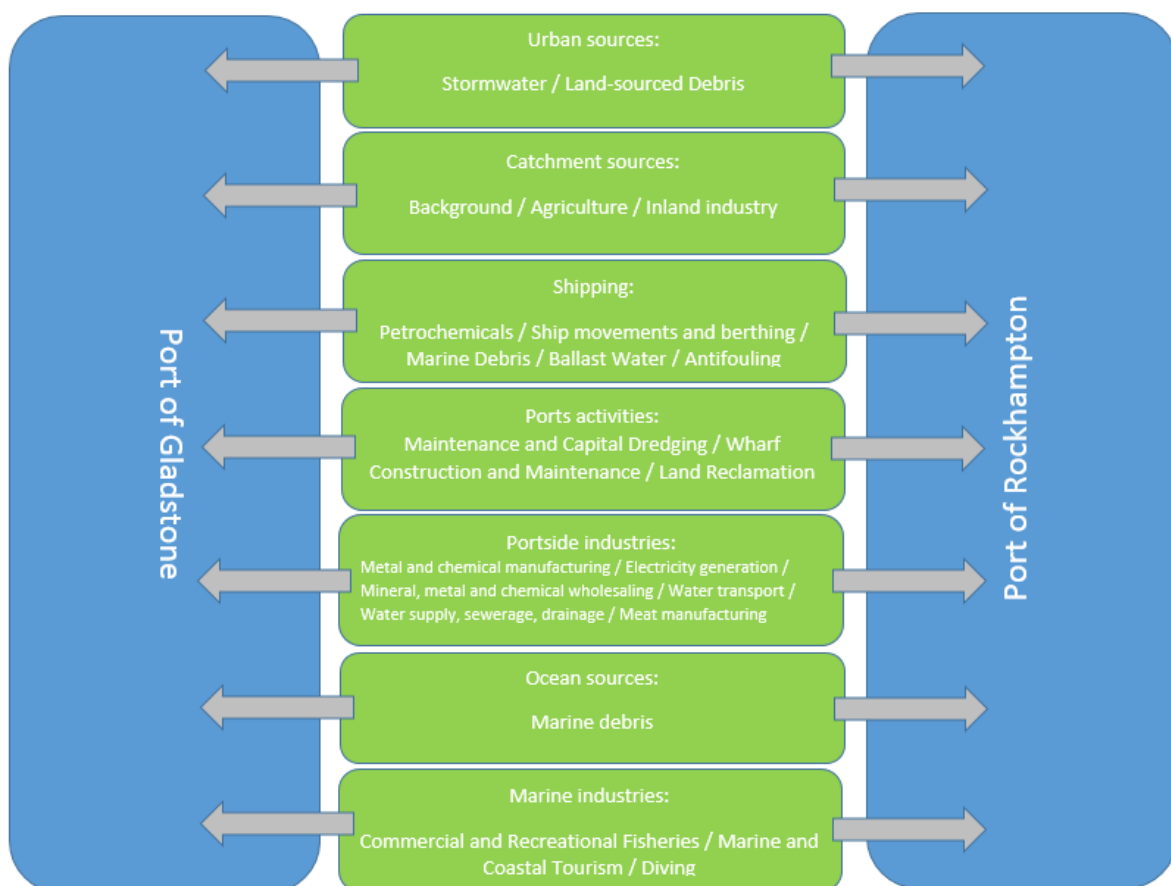 Urban sources:
Stormwater / Land-sourced Debris
Catchment sources:
Background / Agriculture / Inland industry
Shipping:
Petrochemicals / Ship movements and berthing /
Marine Debris / Ballast Water / Antifouling
Ports activities:
Maintenance and Capital Dredging / Wharf
Construction and Maintenance / Land Reclamation
Portside industries:
Metal and chemical manufacturing / Electricity generation /
Mineral, metal and chemical wholesaling / Water transport /
Water supply, sewerage, drainage / Meat manufacturing
Ocean sources:
Marine debris
Marine industries:
Commercial and Recreational Fisheries / Marine and
Coastal Tourism / Diving
Port of Gladstone
Port of Rockhampton